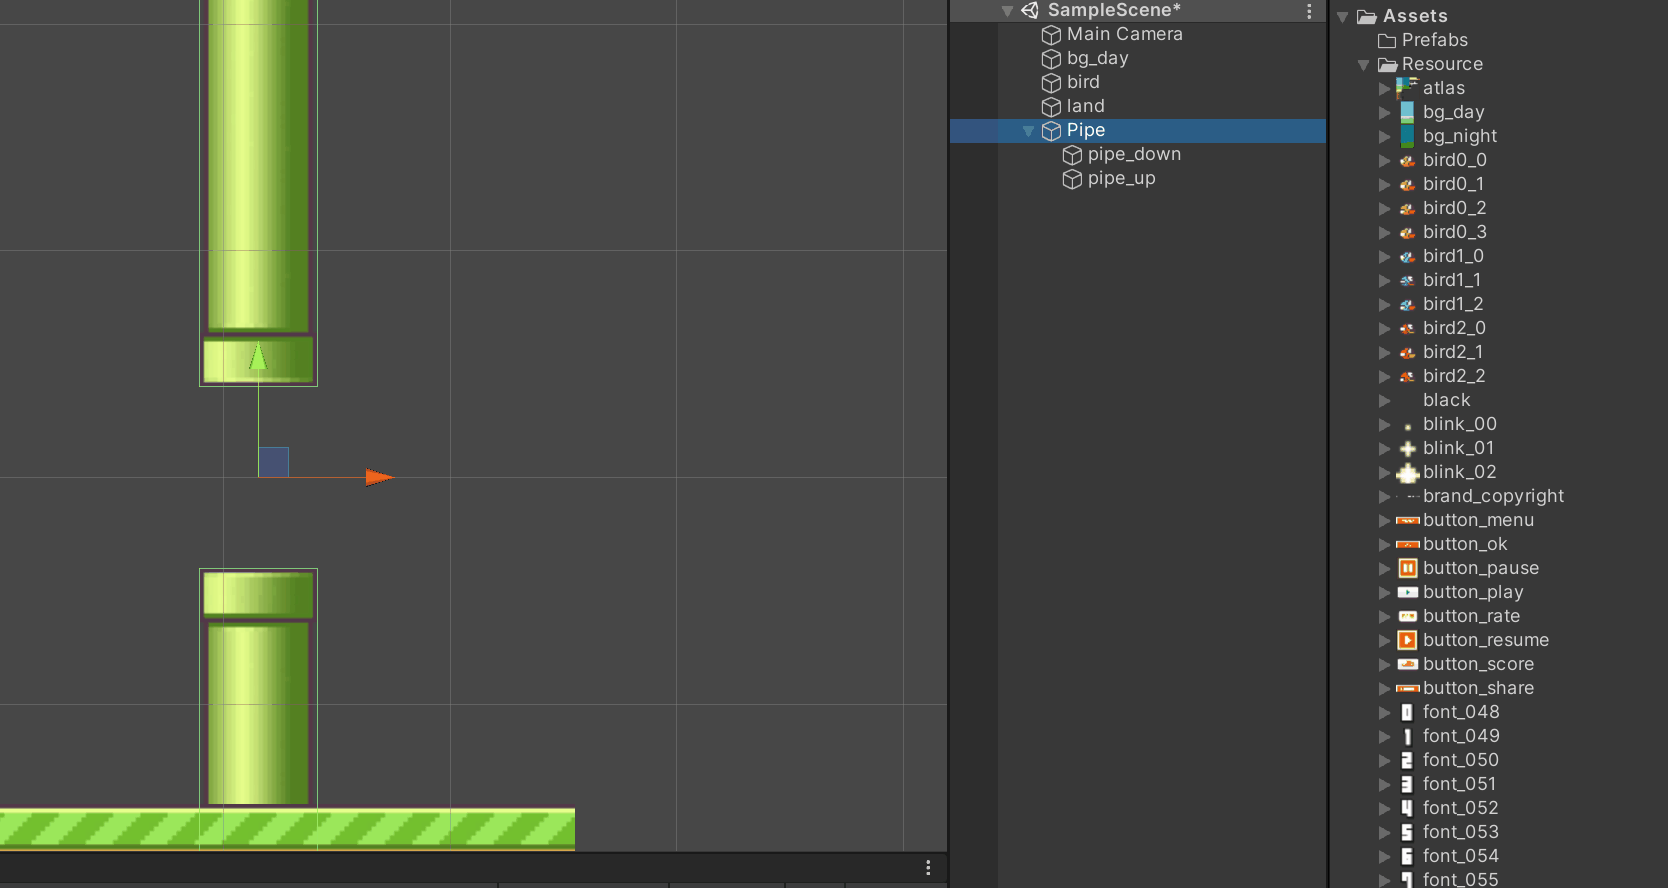 SampleScene*
Main Camera
bg_day
bird
land
Pipe
pipe_down
pipe_up
Assets
Prefabs
Resource
atlas
bg_day
bg_night
bird0_0
bird0_1
bird0_2
bird0_3
bird1_0
bird1_1
bird1_2
bird2_0
bird2_1
bird2_2
black
blink_00
blink_01
blink_02
brand_copyright
button_menu
button_ok
button_pause
button_play
button_rate
button_resume
button_score
button_share
font_048
font_049
font_050
font_051
font_052
font_053
font_054
font_055